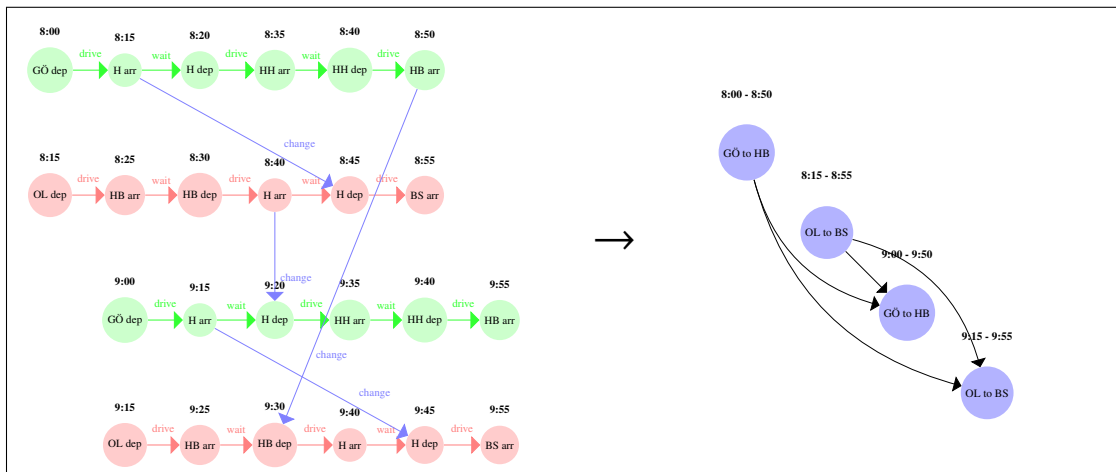 8:00 8:15 8:20 8:35 8:40 8:50
drive wait drive wait drive
GÖ dep H arr H dep HH arr HH dep HB arr
change
8:15 8:25 8:30 8:40 8:45 8:55
drive wait drive wait drive
OL dep HB arr HB dep H arr H dep BS arr
change
9:00 9:15 9:20 9:35 9:40 9:55
drive wait drive wait drive
GÖ dep H arr H dep HH arr HH dep HB arr
change
change
9:15 9:25 9:30 9:40 9:45 9:55
drive wait drive wait drive
OL dep HB arr HB dep H arr H dep BS arr
8:00 - 8:50
GÖ to HB
8:15 - 8:55
OL to BS
9:00 - 9:50
GÖ to HB
9:15 - 9:55
OL to BS